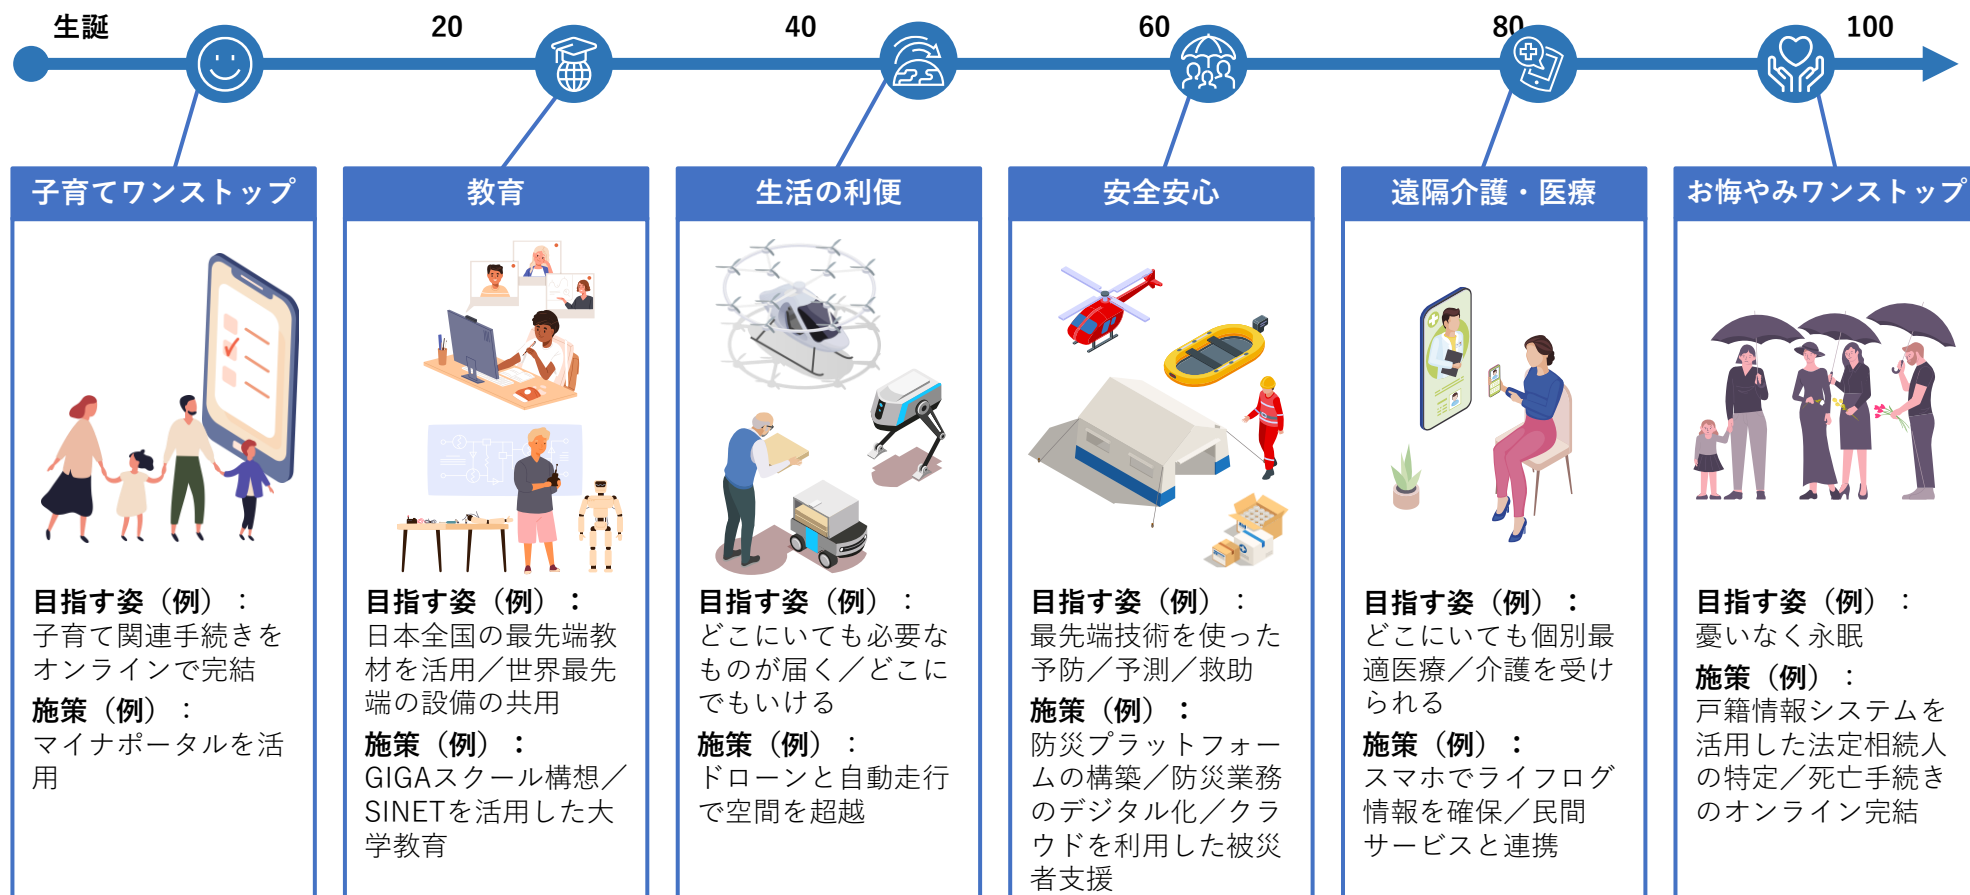 生誕
20
40
60
80
100
子育てワンストップ
目指す姿（例）：
子育て関連手続きを
オンラインで完結
施策（例）：
マイナポータルを活
用
教育
目指す姿（例）：
日本全国の最先端教
材を活用／世界最先
端の設備の共用
施策（例）：
GIGAスクール構想／
SINETを活用した大
学教育
生活の利便
目指す姿（例）：
どこにいても必要な
ものが届く／どこに
でもいける
施策（例）：
ドローンと自動走行
で空間を超越
安全安心
目指す姿（例）：
最先端技術を使った
予防／予測／救助
施策（例）：
防災プラットフォー
ムの構築／防災業務
のデジタル化／クラ
ウドを利用した被災
者支援
遠隔介護・医療
目指す姿（例）：
どこにいても個別最
適医療／介護を受け
られる
施策（例）：
スマホでライフログ
情報を確保／民間
サービスと連携
お悔やみワンストップ
目指す姿（例）：
憂いなく永眠
施策（例）：
戸籍情報システムを
活用した法定相続人
の特定／死亡手続き
のオンライン完結